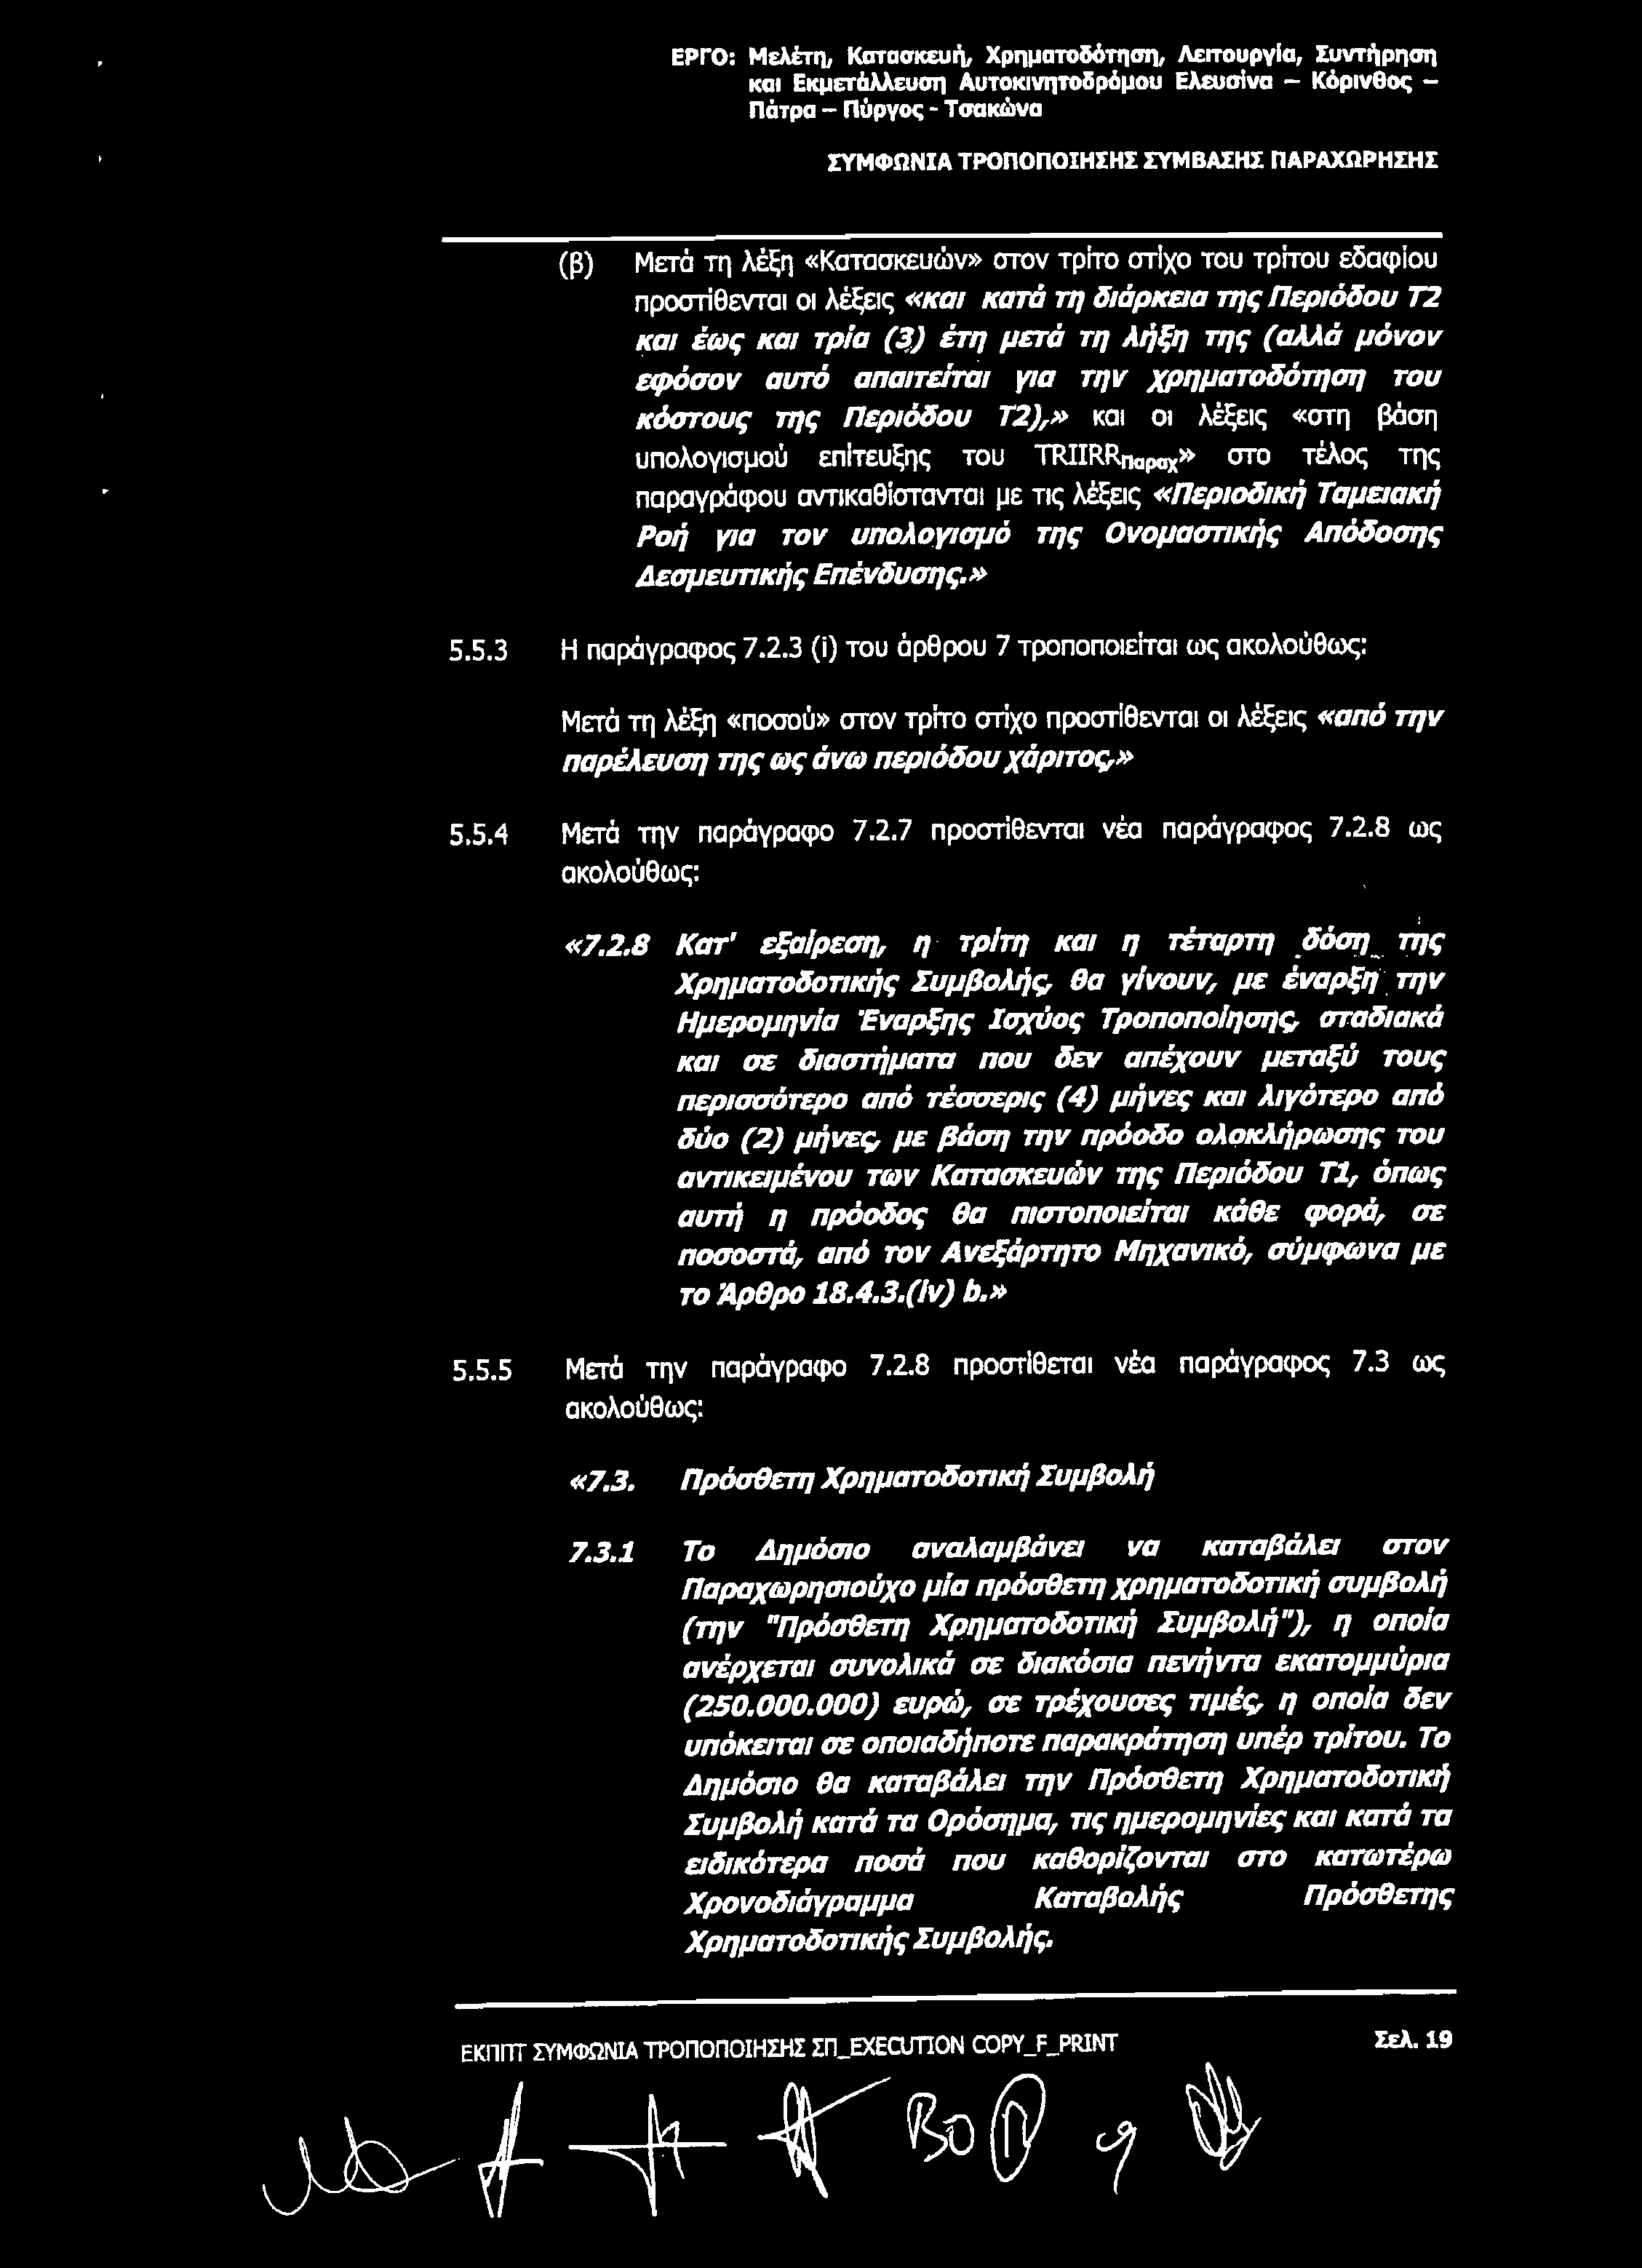 ΕΡΓΟ: Μελέτη, Κατασκευή, Χρηματοδότηση, Λειτουργία, Συντήρηση
και Εκμετάλλευση Αυτοκινητοδρόμου Ελευσίνα – Κόρινθος –
Πάτρα – Πύργος - Τσακώνα
ΣΥΜΦΩΝΙΑ ΤΡΟΠΟΠΟΙΗΣΗΣ ΣΥΜΒΑΣΗΣ ΠΑΡΑΧΩΡΗΣΗΣ
(β) Μετά τη λέξη «Κατασκευών» στον τρίτο στίχο του τρίτου εδαφίου
προστίθενται οι λέξεις «και κατά τη διάρκεια της Περιόδου Τ2
και έως και τρία (3) έτη μετά τη λήξη της (αλλά μόνον
εφόσον αυτό απαιτείται για την χρηματοδότηση του
κόστους της Περιόδου Τ2),» και οι λέξεις «στη βάση
υπολογισμού επίτευξης του TRIIRRΠαραχ» στο τέλος της
παραγράφου αντικαθίστανται με τις λέξεις «Περιοδική Ταμειακή
Ροή για τον υπολογισμό της Ονομαστικής Απόδοσης
Δεσμευτικής Επένδυσης.»
5.5.3 Η παράγραφος 7.2.3 (i) του άρθρου 7 τροποποιείται ως ακολούθως:
Μετά τη λέξη «ποσού» στον τρίτο στίχο προστίθενται οι λέξεις «από την
παρέλευση της ως άνω περιόδου χάριτος,»
5.5.4 Μετά την παράγραφο 7.2.7 προστίθενται νέα παράγραφος 7.2.8 ως
ακολούθως:
«7.2.8 Κατ' εξαίρεση, η τρίτη και η τέταρτη δόση της
Χρηματοδοτικής Συμβολής, θα γίνουν, με έναρξη την
Ημερομηνία Έναρξης Ισχύος Τροποποίησης, σταδιακά
και σε διαστήματα που δεν απέχουν μεταξύ τους
περισσότερο από τέσσερις (4) μήνες και λιγότερο από
δύο (2) μήνες, με βάση την πρόοδο ολοκλήρωσης του
αντικειμένου των Κατασκευών της Περιόδου Τ1, όπως
αυτή η πρόοδος θα πιστοποιείται κάθε φορά, σε
ποσοστά, από τον Ανεξάρτητο Μηχανικό, σύμφωνα με
το Άρθρο 18.4.3.(iv) b.»
5.5.5 Μετά την παράγραφο 7.2.8 προστίθεται νέα παράγραφος 7.3 ως
ακολούθως:
«7.3. Πρόσθετη Χρηματοδοτική Συμβολή
7.3.1 Το Δημόσιο αναλαμβάνει να καταβάλει στον
Παραχωρησιούχο μία πρόσθετη χρηματοδοτική συμβολή
(την "Πρόσθετη Χρηματοδοτική Συμβολή"), η οποία
ανέρχεται συνολικά σε διακόσια πενήντα εκατομμύρια
(250.000.000) ευρώ, σε τρέχουσες τιμές, η οποία δεν
υπόκειται σε οποιαδήποτε παρακράτηση υπέρ τρίτου. Το
Δημόσιο θα καταβάλει την Πρόσθετη Χρηματοδοτική
Συμβολή κατά τα Ορόσημα, τις ημερομηνίες και κατά τα
ειδικότερα ποσά που καθορίζονται στο κατωτέρω
Χρονοδιάγραμμα Καταβολής Πρόσθετης
Χρηματοδοτικής Συμβολής.
ΕΚΠΠΤ ΣΥΜΦΩΝΙΑ ΤΡΟΠΟΠΟΙΗΣΗΣ ΣΠ_EXECUTION COPY_F_PRINT Σελ. 19